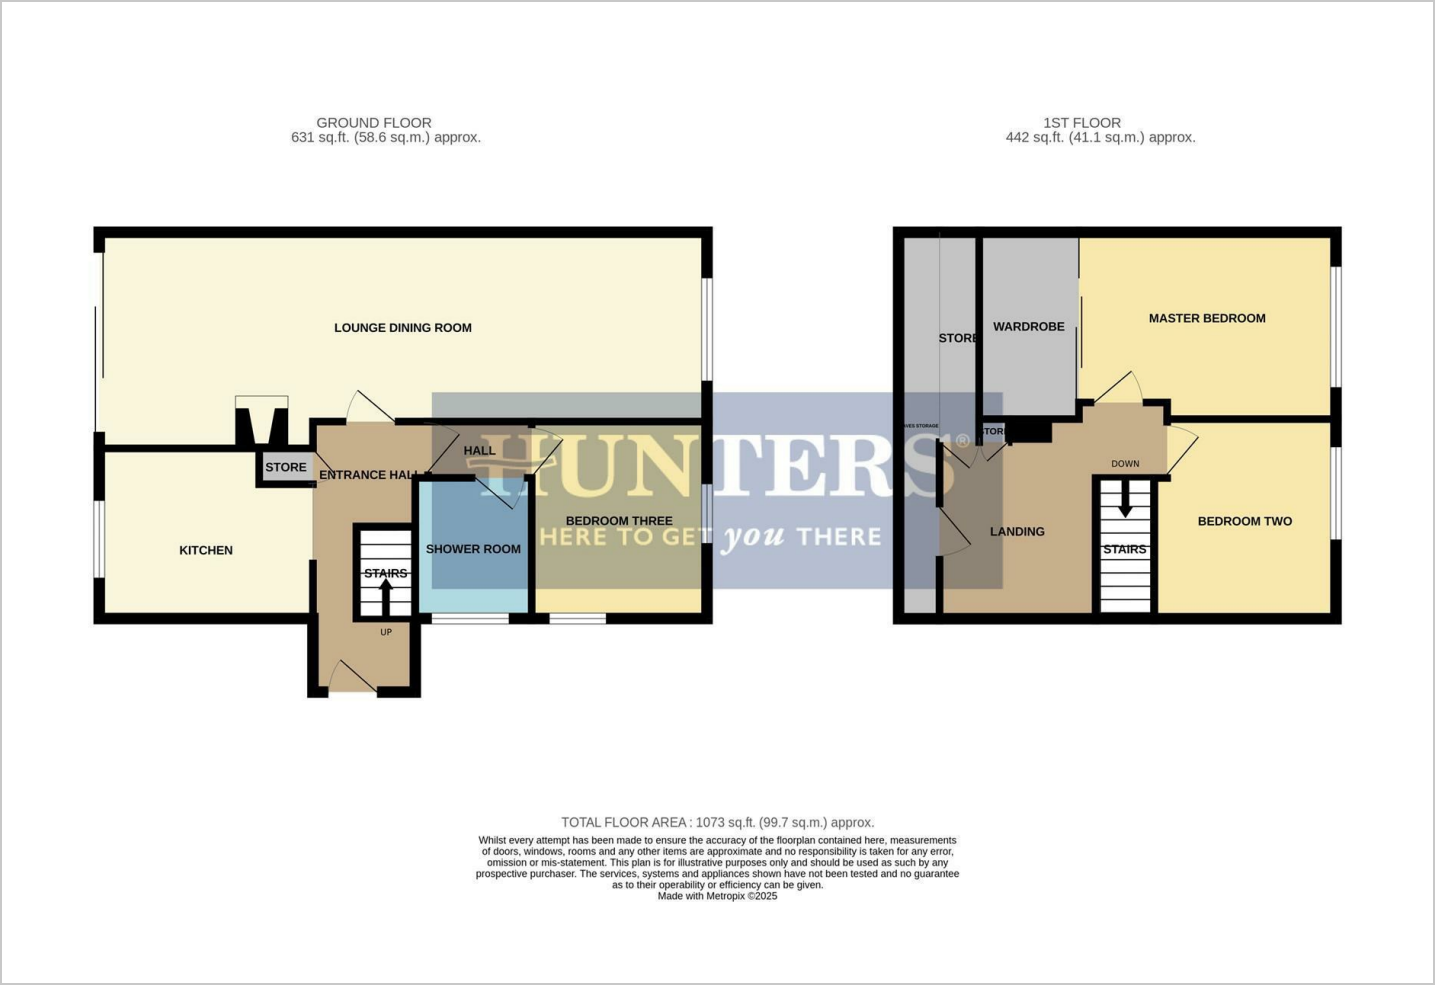 GROUND FLOOR
631 sq.ft. (58.6 sq.m.) approx.
1ST FLOOR
442 sq.ft. (41.1 sq.m.) approx.
LOUNGE DINING ROOM
STORE
ENTRANCE HALL
HALL
KITCHEN
STAIRS
UP
SHOWER ROOM
BEDROOM THREE
STORE
WARDROBE
MASTER BEDROOM
VES STORAGE
STOR
DOWN
LANDING
STAIRS
BEDROOM TWO
HUNTERS®
HERE TO GET you THERE
TOTAL FLOOR AREA : 1073 sq.ft. (99.7 sq.m.) approx.
Whilst every attempt has been made to ensure the accuracy of the floorplan contained here, measurements
of doors, windows, rooms and any other items are approximate and no responsibility is taken for any error,
omission or mis-statement. This plan is for illustrative purposes only and should be used as such by any
prospective purchaser. The services, systems and appliances shown have not been tested and no guarantee
as to their operability or efficiency can be given.
Made with Metropix ©2025